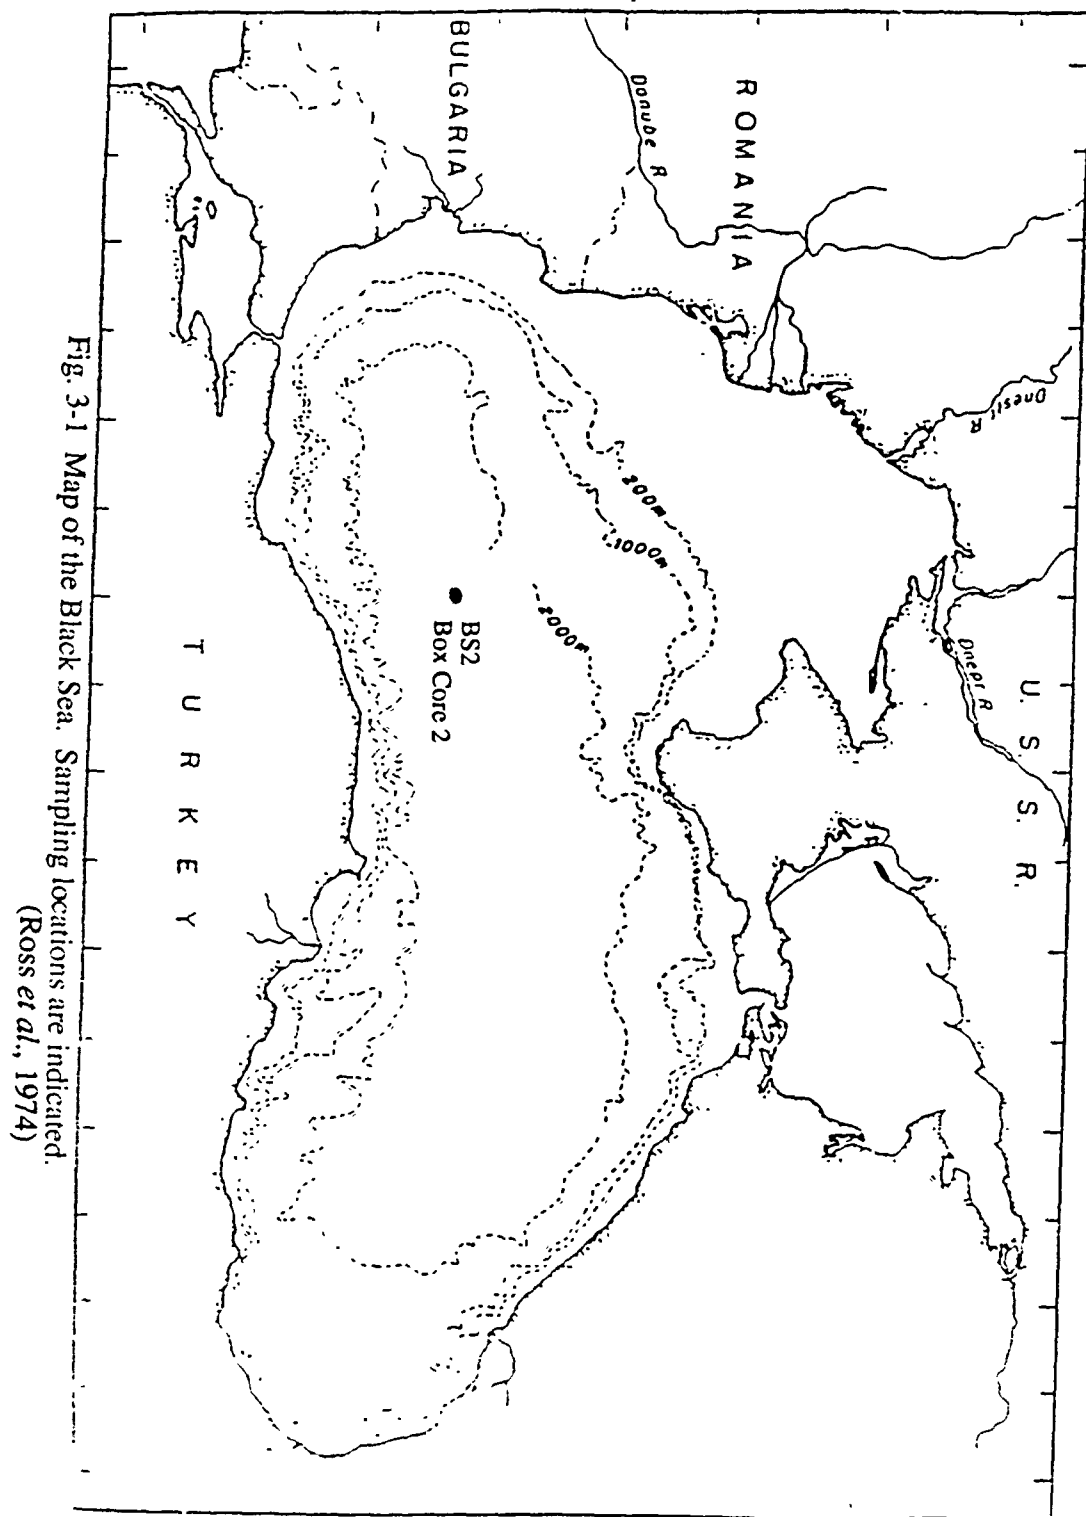 BULGARIA
ROMANIA
Donube R
Dnestr R
Dnepr R
U. S. S. R.
200m
1000m
2000m
BS2
Box Core 2
TURKEY
Fig. 3-1 Map of the Black Sea. Sampling locations are indicated.
(Ross et al., 1974)